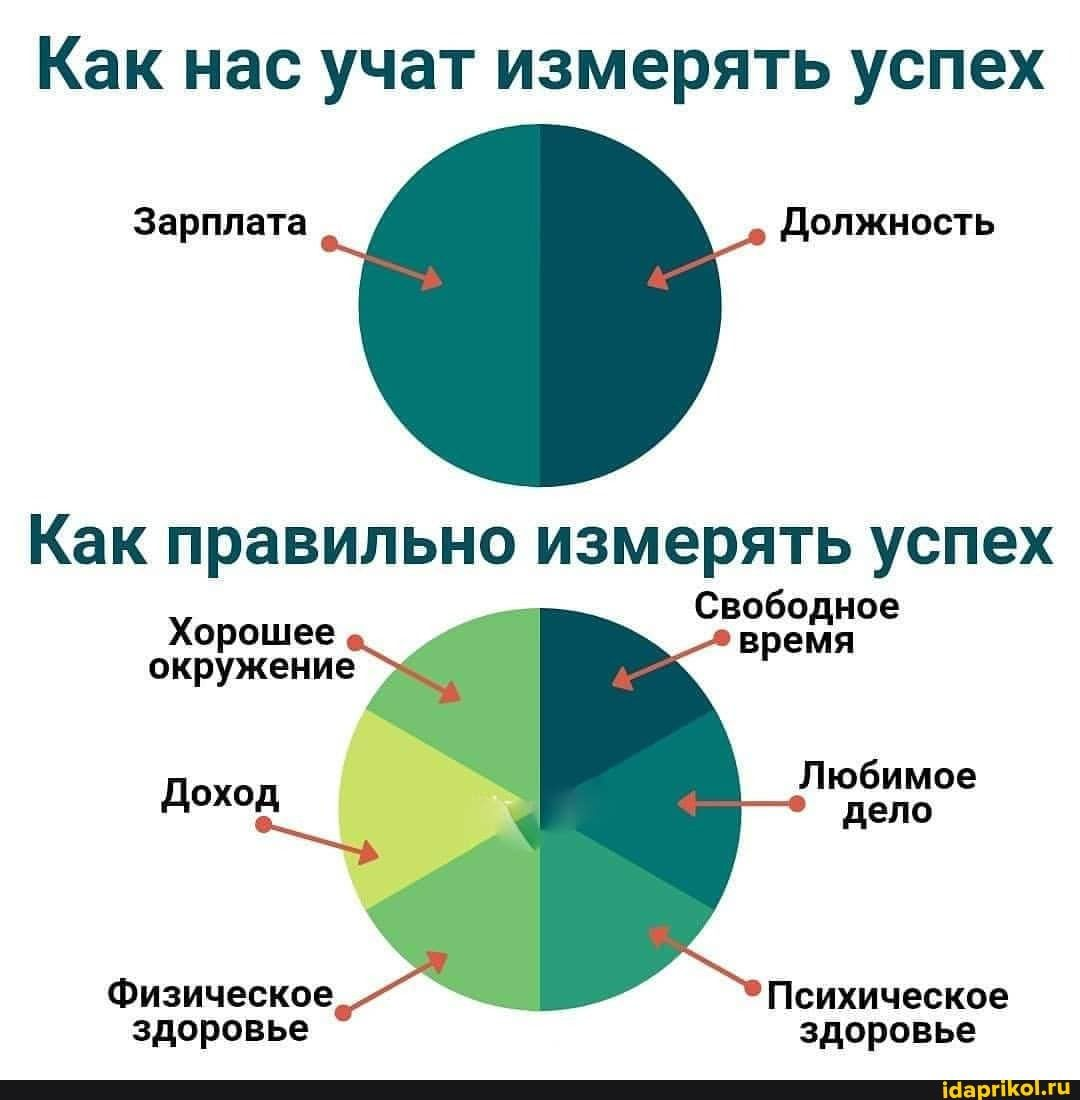 Как нас учат измерять успех
Зарплата
Должность
Как правильно измерять успех
Свободное
время
Хорошее
окружение
Любимое
дело
Доход
Физическое
здоровье
Психическое
здоровье
idaprikol.ru